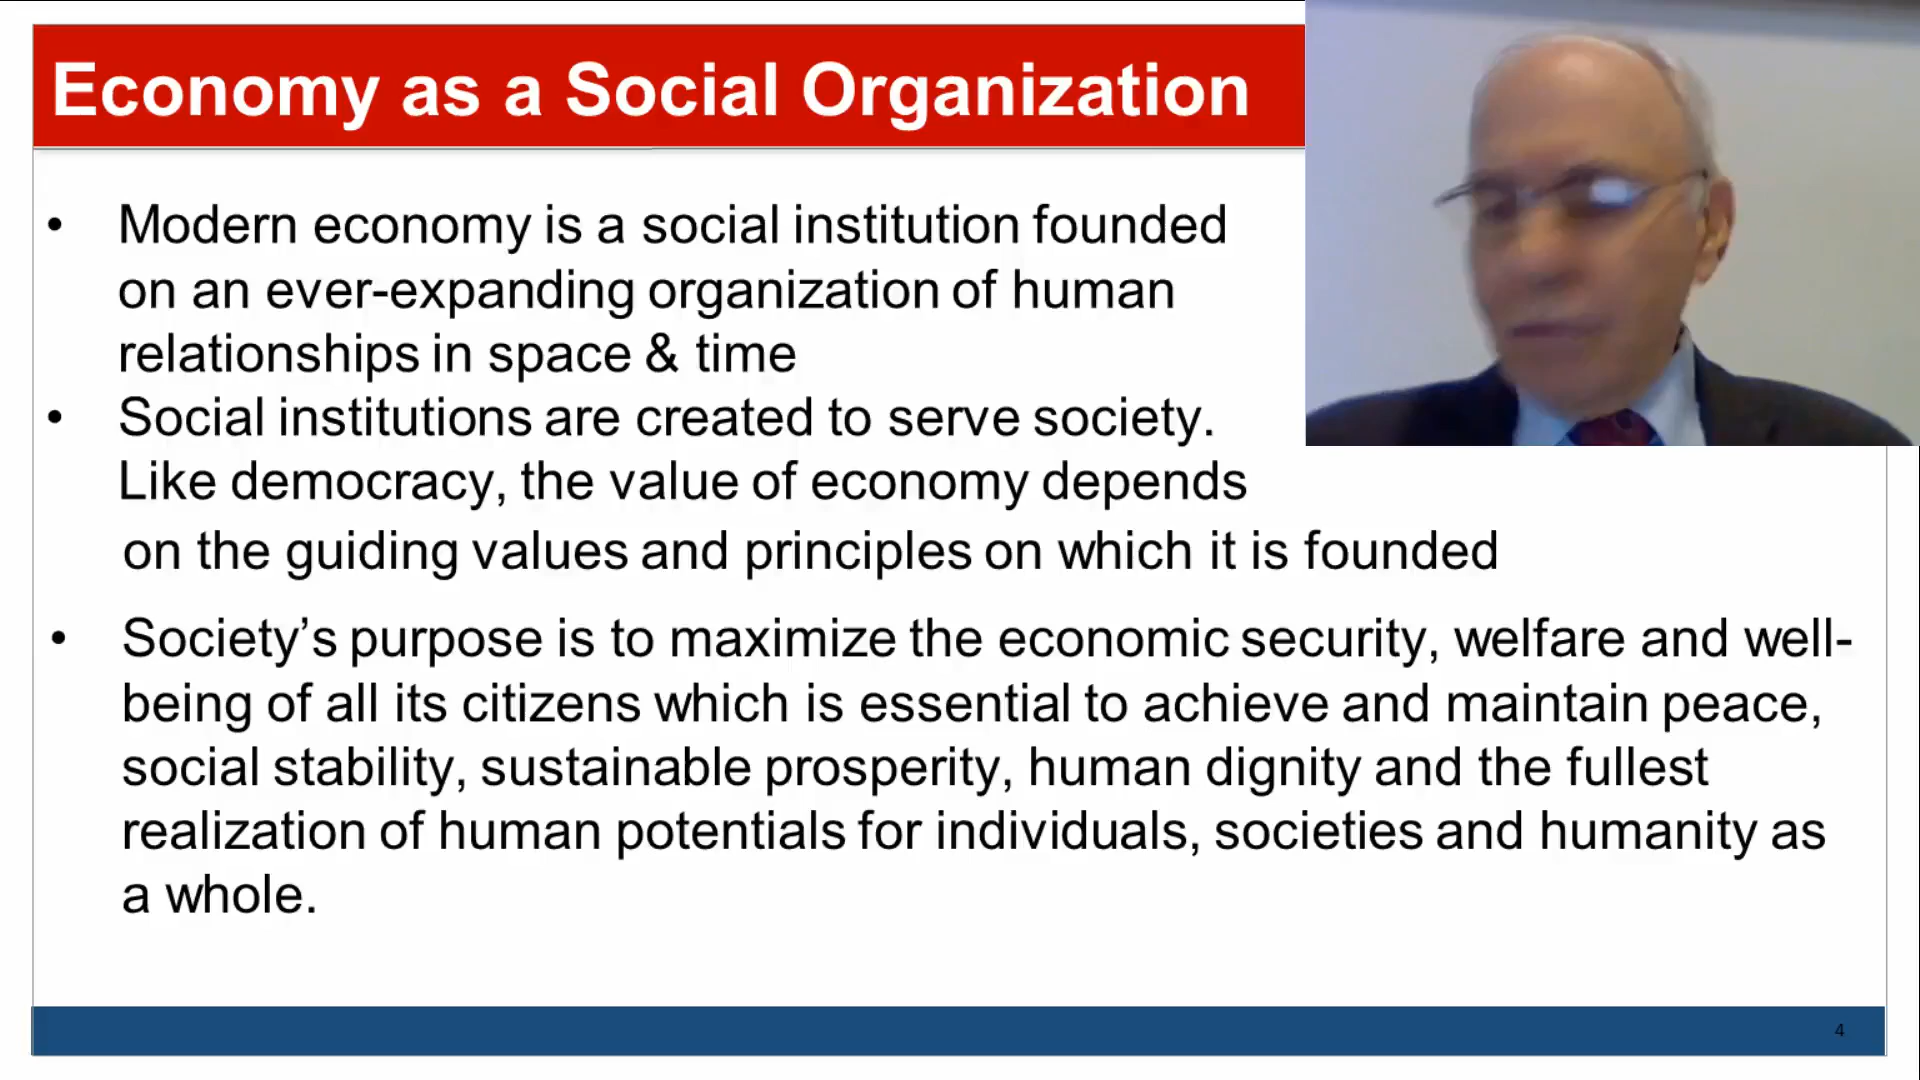 Economy as a Social Organization
• Modern economy is a social institution founded
on an ever-expanding organization of human
relationships in space & time
• Social institutions are created to serve society.
Like democracy, the value of economy depends
on the guiding values and principles on which it is founded
• Society’s purpose is to maximize the economic security, welfare and well-
being of all its citizens which is essential to achieve and maintain peace,
social stability, sustainable prosperity, human dignity and the fullest
realization of human potentials for individuals, societies and humanity as
a whole.
4